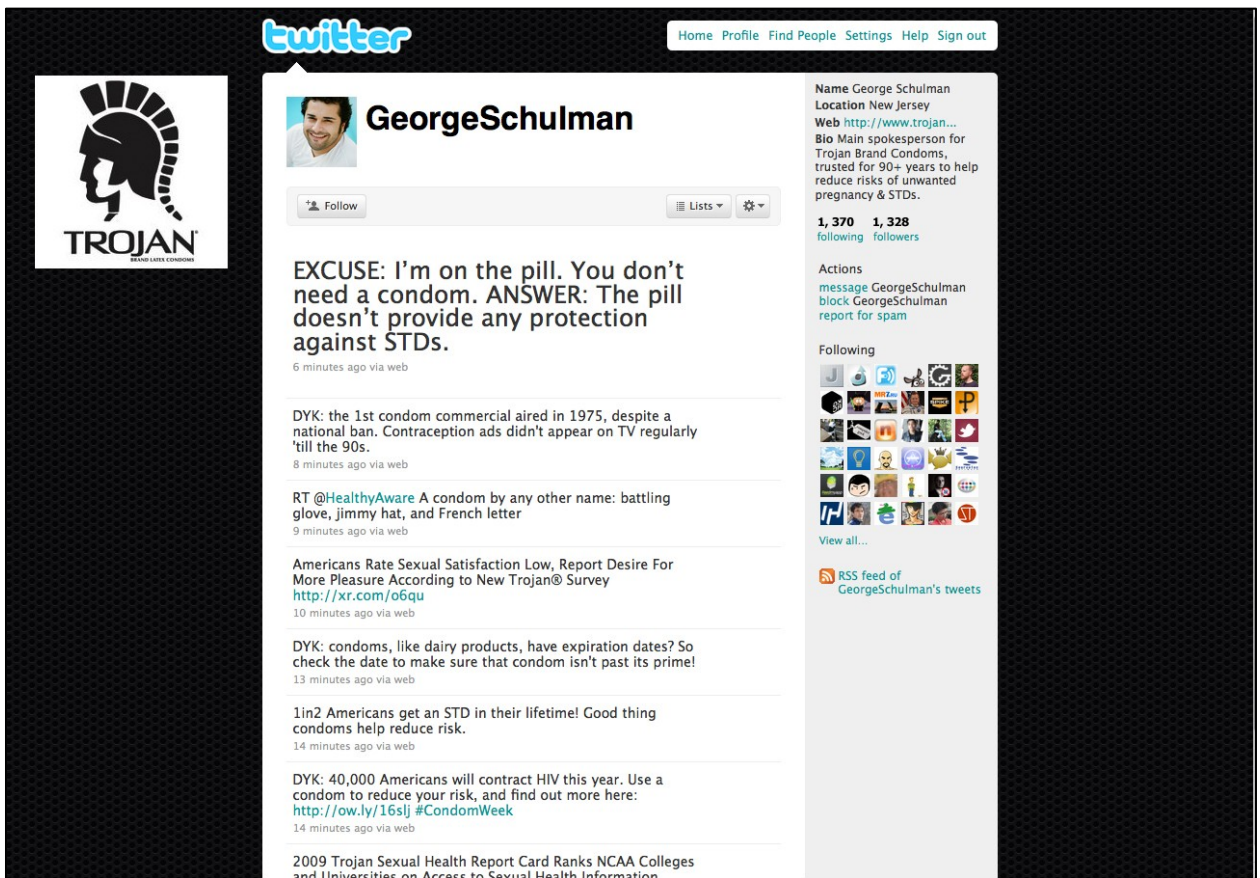 twitter
Home Profile Find People Settings Help Sign out
TROJAN®
BRAND LATEX CONDOMS
GeorgeSchulman
Follow
Lists
EXCUSE: I'm on the pill. You don't
need a condom. ANSWER: The pill
doesn't provide any protection
against STDs.
6 minutes ago via web
DYK: the 1st condom commercial aired in 1975, despite a
national ban. Contraception ads didn't appear on TV regularly
'till the 90s.
8 minutes ago via web
RT @HealthyAware A condom by any other name: battling
glove, jimmy hat, and French letter
9 minutes ago via web
Americans Rate Sexual Satisfaction Low, Report Desire For
More Pleasure According to New Trojan® Survey
http://xr.com/o6qu
10 minutes ago via web
DYK: condoms, like dairy products, have expiration dates? So
check the date to make sure that condom isn't past its prime!
13 minutes ago via web
1in2 Americans get an STD in their lifetime! Good thing
condoms help reduce risk.
14 minutes ago via web
DYK: 40,000 Americans will contract HIV this year. Use a
condom to reduce your risk, and find out more here:
http://ow.ly/16slj #CondomWeek
14 minutes ago via web
2009 Trojan Sexual Health Report Card Ranks NCAA Colleges
and Universities on Access to Sexual Health Information
Name George Schulman
Location New Jersey
Web http://www.trojan...
Bio Main spokesperson for
Trojan Brand Condoms,
trusted for 90+ years to help
reduce risks of unwanted
pregnancy & STDs.
1, 370 1, 328
following followers
Actions
message GeorgeSchulman
block GeorgeSchulman
report for spam
Following
View all...
RSS feed of
GeorgeSchulman's tweets